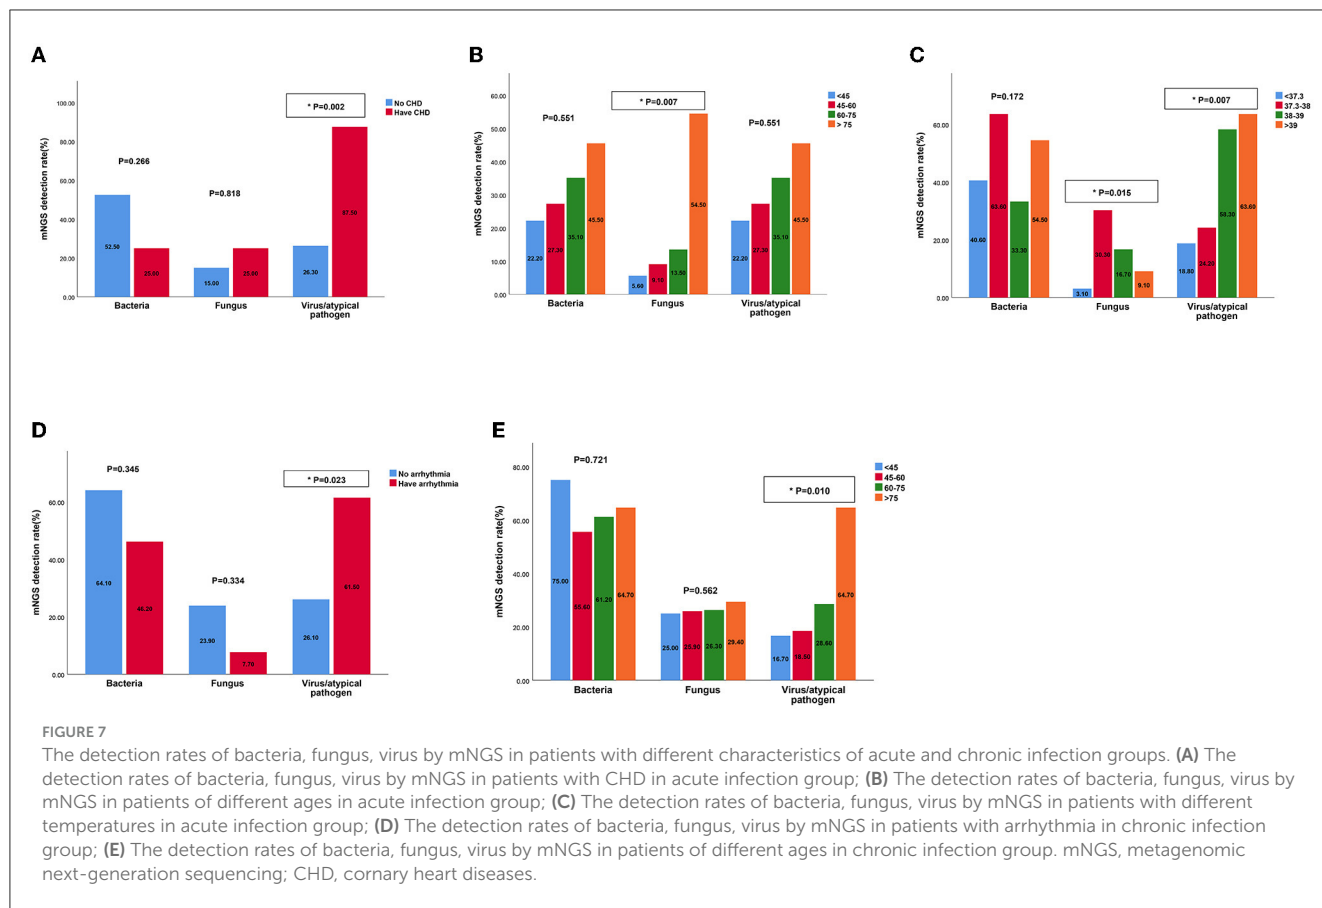 A
mNGS detection rate(%)
100.00
80.00
60.00
40.00
20.00
0.00
P=0.266
P=0.818
* P=0.002
No CHD
Have CHD
52.50
25.00
15.00
25.00
26.30
87.50
Bacteria
Fungus
Virus/atypical
pathogen
B
mNGS detection rate(%)
60.00
50.00
40.00
30.00
20.00
10.00
0.00
P=0.551
* P=0.007
P=0.551
<45
45-60
60-75
> 75
22.20
27.30
35.10
45.50
5.60
9.10
13.50
54.50
22.20
27.30
35.10
45.50
Bacteria
Fungus
Virus/atypical
pathogen
C
mNGS detection rate(%)
60.00
40.00
20.00
0.00
P=0.172
* P=0.015
* P=0.007
<37.3
37.3-38
38-39
>39
40.60
63.60
33.30
54.50
3.10
30.30
16.70
9.10
18.80
24.20
58.30
63.60
Bacteria
Fungus
Virus/atypical
pathogen
D
mNGS detection rate(%)
60.00
40.00
20.00
0.00
P=0.345
P=0.334
* P=0.023
No arrhythmia
Have arrhythmia
64.10
46.20
23.90
7.70
26.10
61.50
Bacteria
Fungus
Virus/atypical
pathogen
E
mNGS detection rate(%)
80.00
60.00
40.00
20.00
0.00
P=0.721
P=0.562
* P=0.010
<45
45-60
60-75
>75
75.00
55.60
61.20
64.70
25.00
25.90
26.30
29.40
16.70
18.50
28.60
64.70
Bacteria
Fungus
Virus/atypical
pathogen
FIGURE 7
The detection rates of bacteria, fungus, virus by mNGS in patients with different characteristics of acute and chronic infection groups. (A) The
detection rates of bacteria, fungus, virus by mNGS in patients with CHD in acute infection group; (B) The detection rates of bacteria, fungus, virus by
mNGS in patients of different ages in acute infection group; (C) The detection rates of bacteria, fungus, virus by mNGS in patients with different
temperatures in acute infection group; (D) The detection rates of bacteria, fungus, virus by mNGS in patients with arrhythmia in chronic infection
group; (E) The detection rates of bacteria, fungus, virus by mNGS in patients of different ages in chronic infection group. mNGS, metagenomic
next-generation sequencing; CHD, cornary heart diseases.